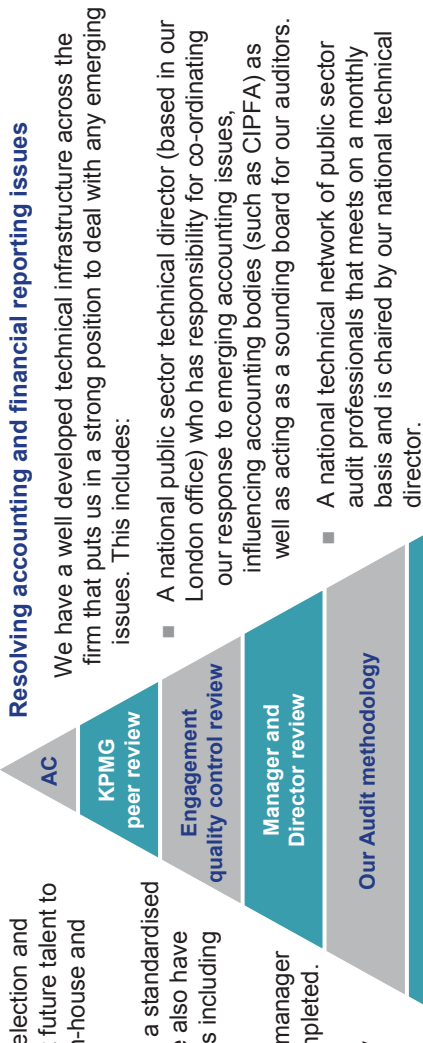 election and
future talent to
n-house and
a standardised
e also have
s including
manager
mpleted.
AC
KPMG
peer review
Engagement
quality control review
Manager and
Director review
Our Audit methodology
Resolving accounting and financial reporting issues
We have a well developed technical infrastructure across the
firm that puts us in a strong position to deal with any emerging
issues. This includes:
■ A national public sector technical director (based in our
London office) who has responsibility for co-ordinating
our response to emerging accounting issues,
influencing accounting bodies (such as CIPFA) as
well as acting as a sounding board for our auditors.
■ A national technical network of public sector
audit professionals that meets on a monthly
basis and is chaired by our national technical
director.